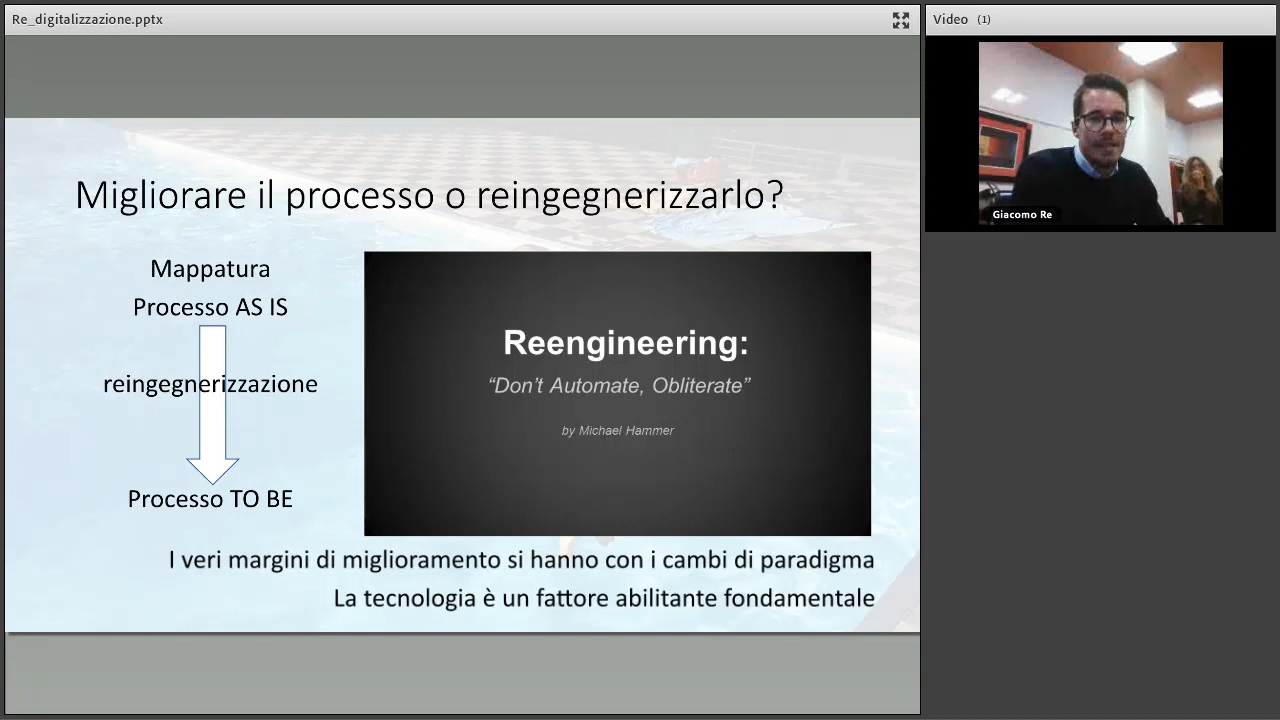 Re_digitalizzazione.pptx
Video (1)
Giacomo Re
Migliorare il processo o reingegnerizzarlo?
Mappatura
Processo AS IS
reingegnerizzazione
Processo TO BE
Reengineering:
“Don’t Automate, Obliterate”
by Michael Hammer
I veri margini di miglioramento si hanno con i cambi di paradigma
La tecnologia è un fattore abilitante fondamentale